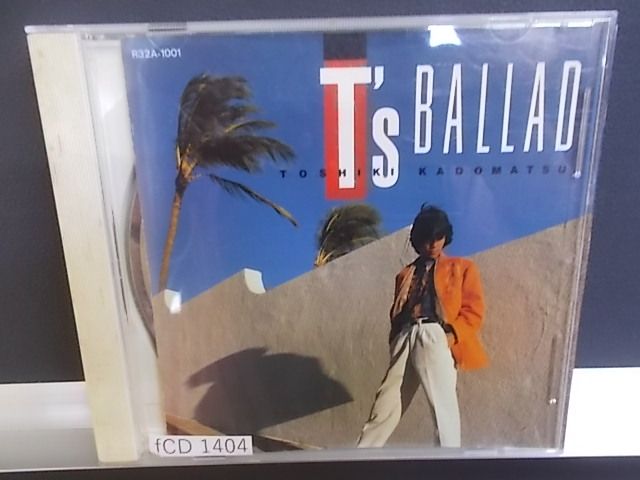 R32A-1001
T's BALLAD
TOSHIKI KADOMATSU
fCD 1404